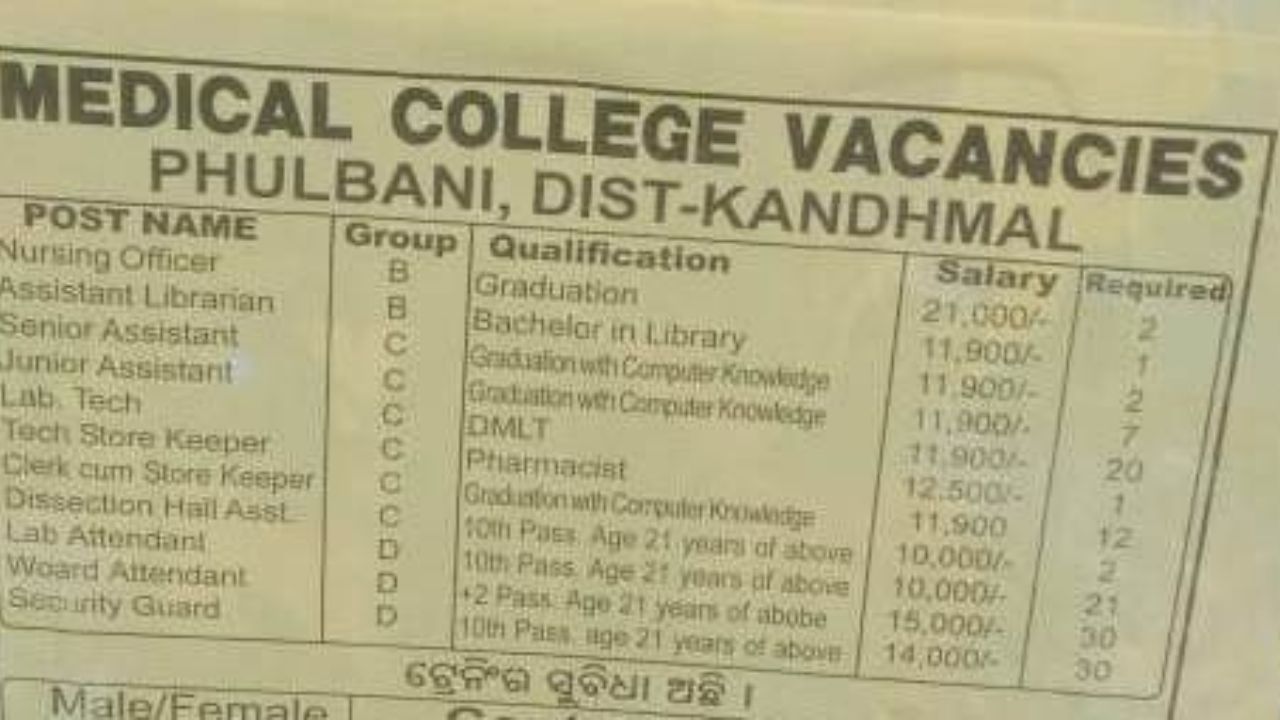 MEDICAL COLLEGE VACANCIES
PHULBANI, DIST-KANDHMAL
POST NAME Group Qualification Salary Required
Nursing Officer B Graduation 21,000/- 2
Assistant Librarian B Bachelor in Library 11,900/- 1
Senior Assistant C Graduation with Computer Knowledge 11,900/- 2
Junior Assistant C Graduation with Computer Knowledge 11,900/- 7
Lab. Tech C DMLT 11,900/- 20
Tech Store Keeper C Pharmacist 12,500/- 1
Clerk cum Store Keeper C Graduation with Computer Knowledge 11,900 12
Dissection Hall Asst. C 10th Pass. Age 21 years of above 10,000/- 2
Lab Attendant D 10th Pass. Age 21 years of above 10,000/- 21
Woard Attendant D +2 Pass. Age 21 years of abobe 15,000/- 30
Security Guard D 10th Pass. age 21 years of above 14,000/- 30
ଟ୍ରେନିଂର ସୁବିଧା ଅଛି ।
Male/Female